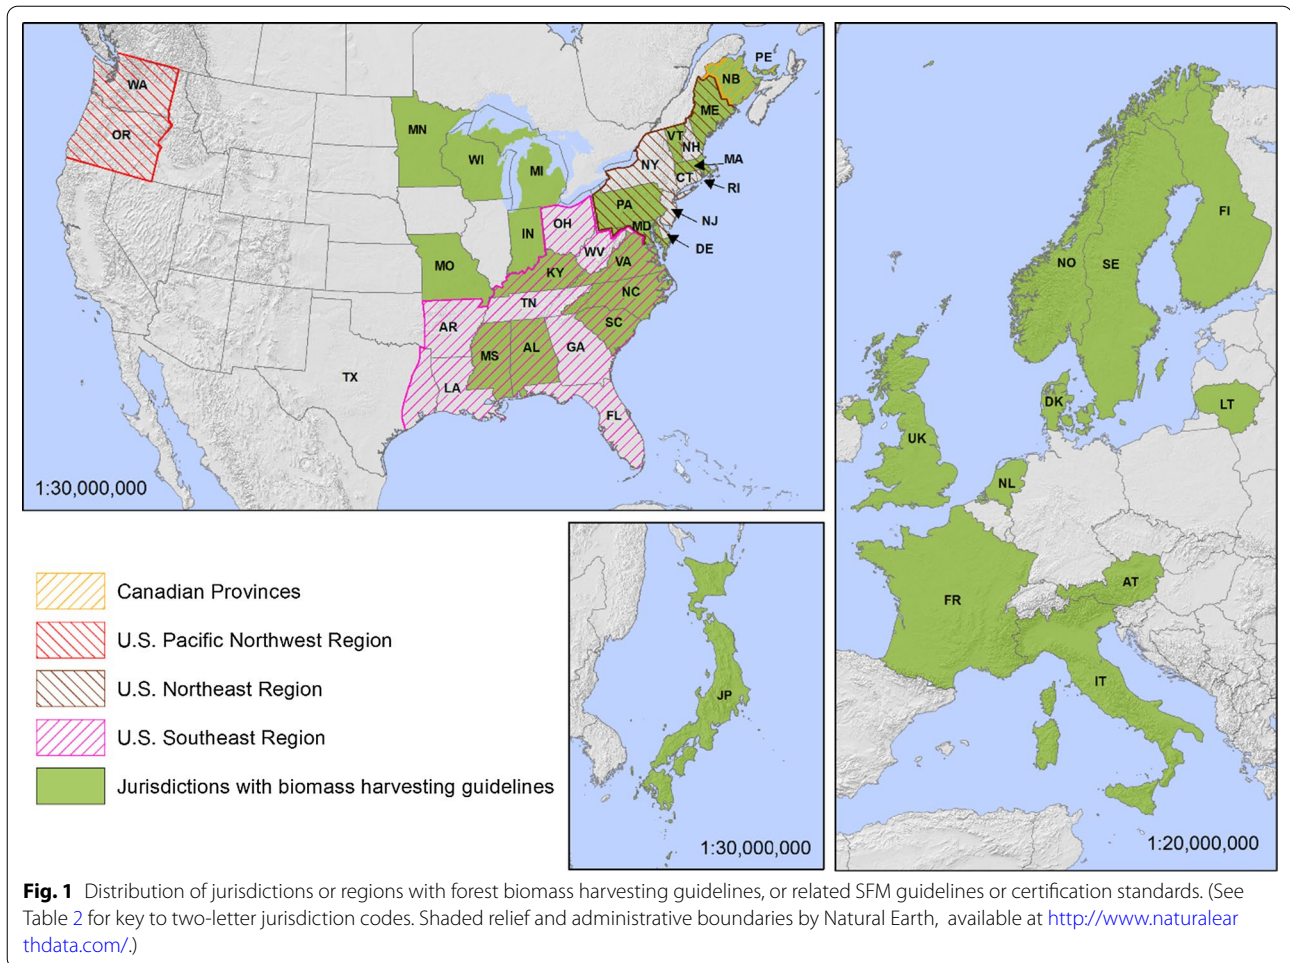 WA
OR
MN
WI
MI
IN
OH
MO
KY
WV
VA
TN
NC
SC
AR
MS
AL
GA
LA
TX
FL
PA
MD
NY
VT
NH
ME
NB
PE
MA
CT
RI
NJ
DE
1:30,000,000
NO
SE
FI
DK
LT
UK
NL
FR
AT
IT
1:20,000,000
JP
1:30,000,000
Canadian Provinces
U.S. Pacific Northwest Region
U.S. Northeast Region
U.S. Southeast Region
Jurisdictions with biomass harvesting guidelines
Fig. 1 Distribution of jurisdictions or regions with forest biomass harvesting guidelines, or related SFM guidelines or certification standards. (See
Table 2 for key to two-letter jurisdiction codes. Shaded relief and administrative boundaries by Natural Earth, available at http://www.naturalear
thdata.com/.)